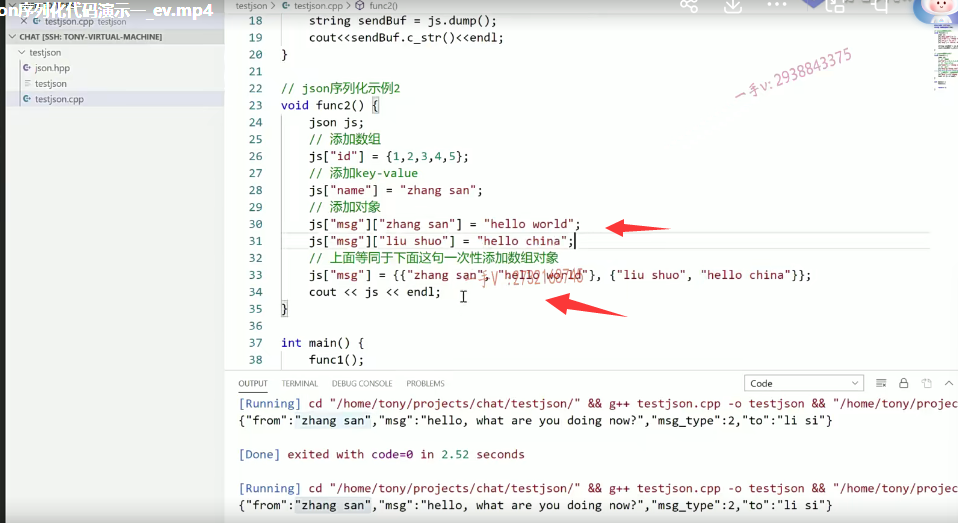 on序列化代码演示一_ev.mp4
testjson.cpp testjson
CHAT [SSH: TONY-VIRTUAL-MACHINE]
testjson
json.hpp
testjson
testjson.cpp
testjson > testjson.cpp > func2()
18 string sendBuf = js.dump();
19 cout<<sendBuf.c_str()<<endl;
20 }
21
22 // json序列化示例2
23 void func2() {
24 json js;
25 // 添加数组
26 js["id"] = {1,2,3,4,5};
27 // 添加key-value
28 js["name"] = "zhang san";
29 // 添加对象
30 js["msg"]["zhang san"] = "hello world";
31 js["msg"]["liu shuo"] = "hello china";
32 // 上面等同于下面这句一次性添加数组对象
33 js["msg"] = {{"zhang san", "hello world"}, {"liu shuo", "hello china"}};
34 cout << js << endl;
35 }
36
37 int main() {
38 func1();
一手v: 2938843375
OUTPUT TERMINAL DEBUG CONSOLE PROBLEMS
Code
[Running] cd "/home/tony/projects/chat/testjson/" && g++ testjson.cpp -o testjson && "/home/tony/projec
{"from":"zhang san","msg":"hello, what are you doing now?","msg_type":2,"to":"li si"}
[Done] exited with code=0 in 2.52 seconds
[Running] cd "/home/tony/projects/chat/testjson/" && g++ testjson.cpp -o testjson && "/home/tony/projec
{"from":"zhang san","msg":"hello, what are you doing now?","msg_type":2,"to":"li si"}